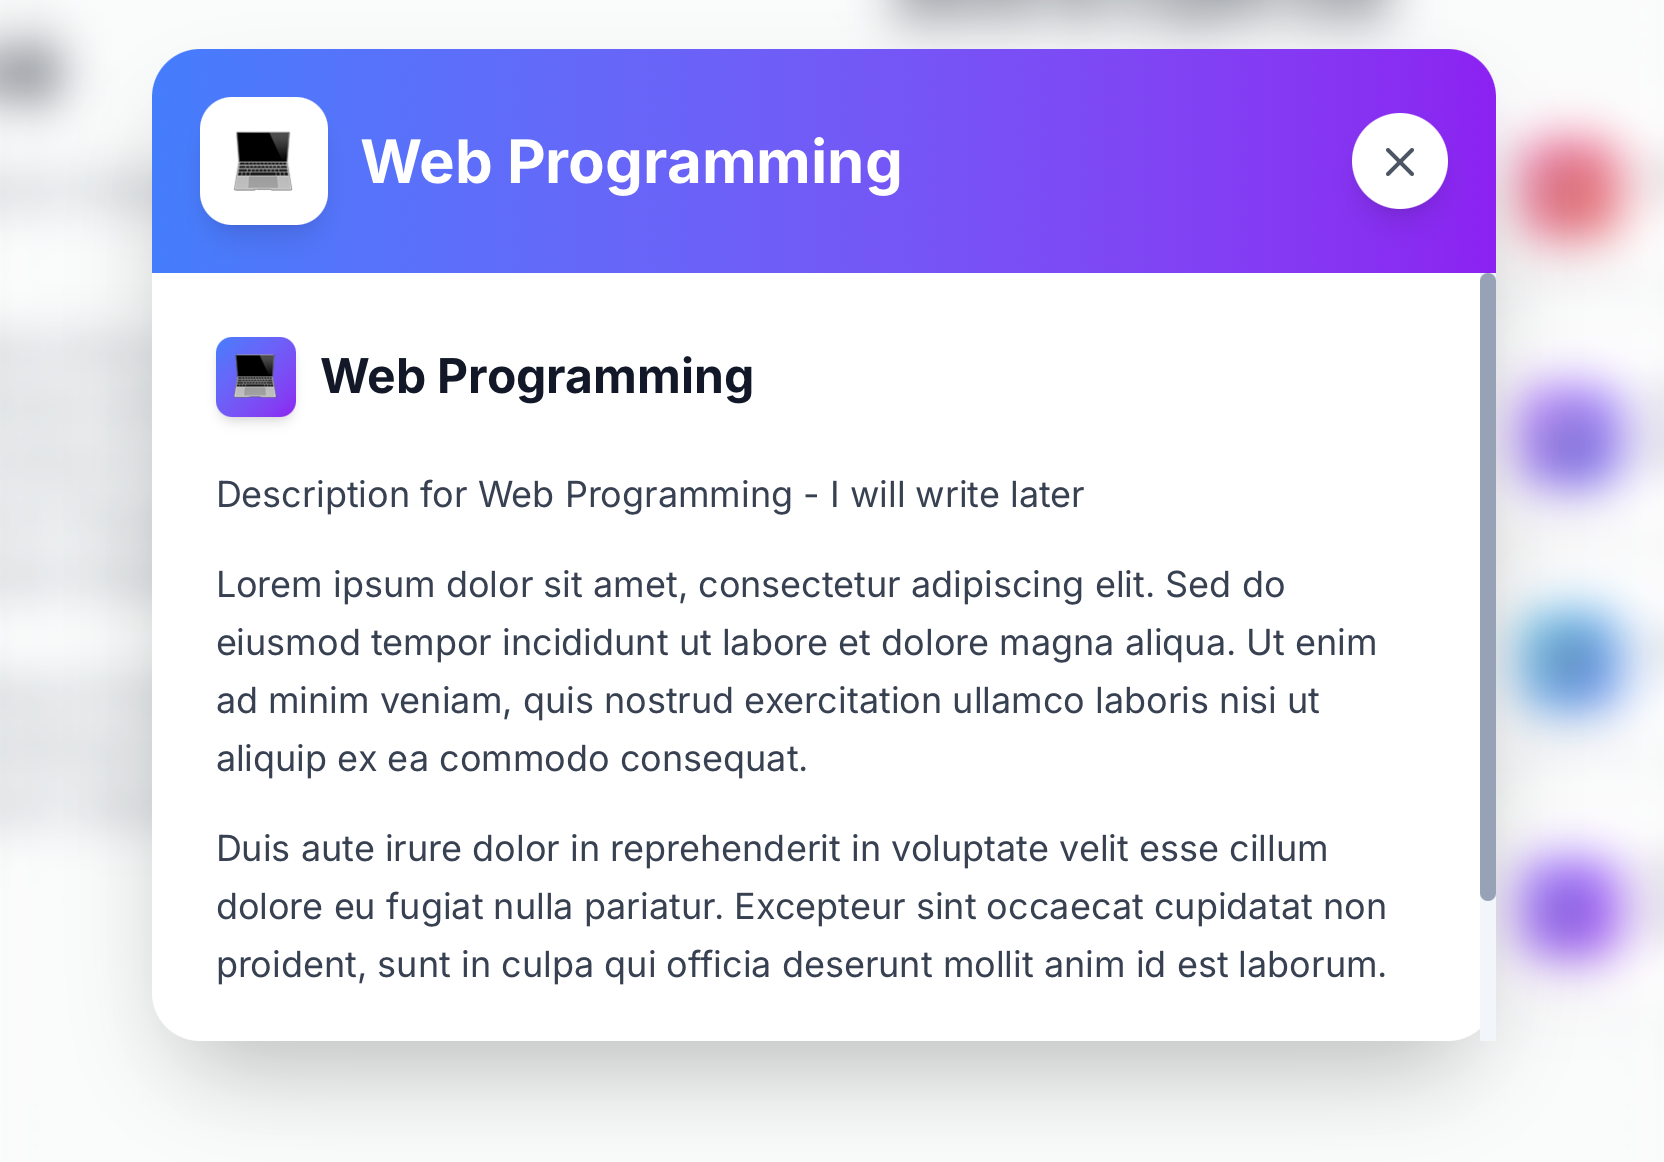 Web Programming
Web Programming
Description for Web Programming - I will write later
Lorem ipsum dolor sit amet, consectetur adipiscing elit. Sed do
eiusmod tempor incididunt ut labore et dolore magna aliqua. Ut enim
ad minim veniam, quis nostrud exercitation ullamco laboris nisi ut
aliquip ex ea commodo consequat.
Duis aute irure dolor in reprehenderit in voluptate velit esse cillum
dolore eu fugiat nulla pariatur. Excepteur sint occaecat cupidatat non
proident, sunt in culpa qui officia deserunt mollit anim id est laborum.